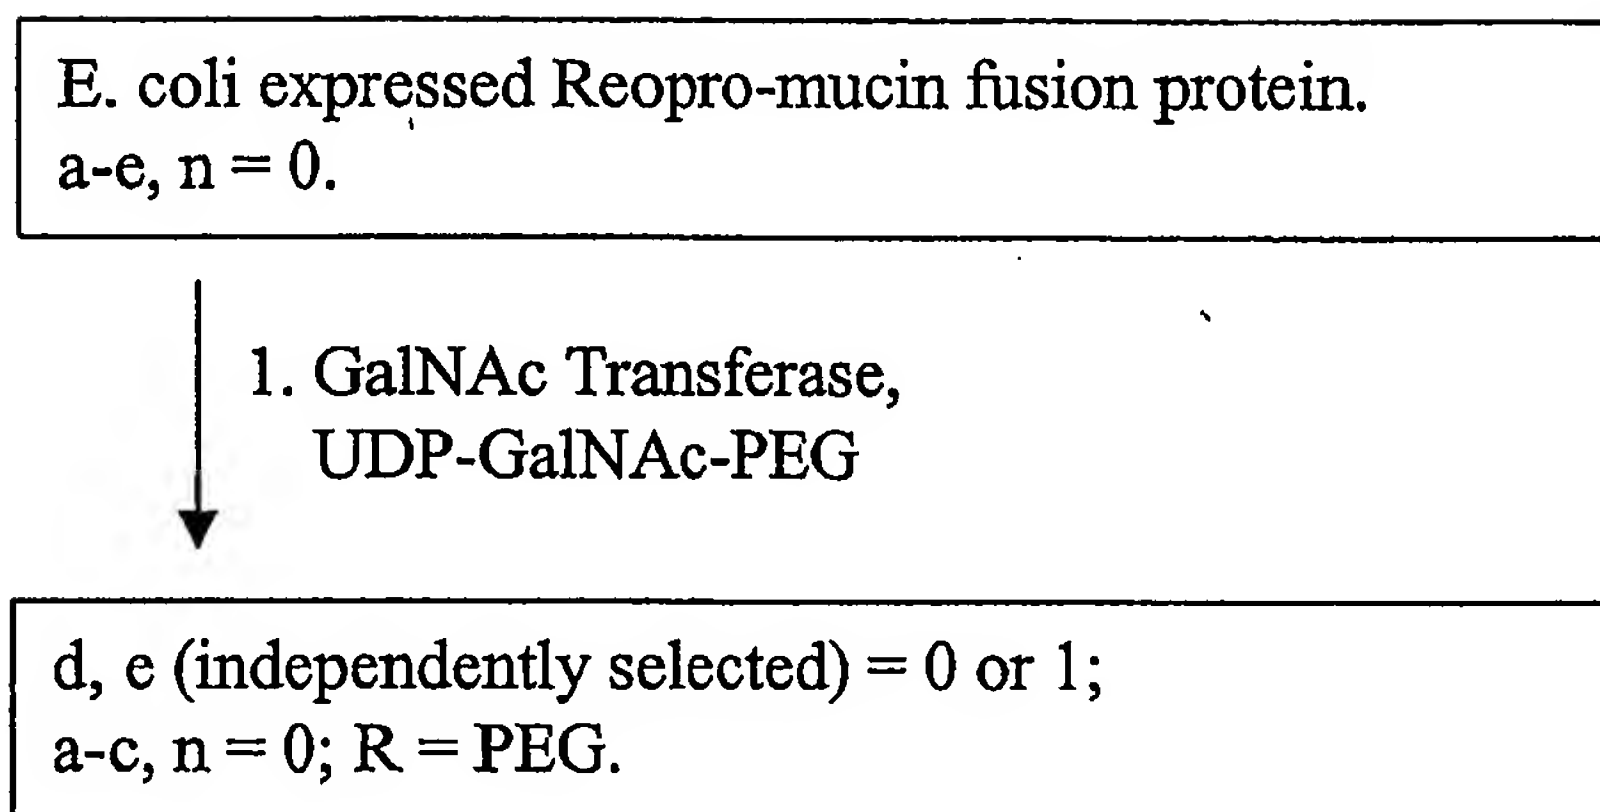 E. coli expressed Reopro-mucin fusion protein.
a-e, n = 0.
1. GalNAc Transferase,
UDP-GalNAc-PEG
d, e (independently selected) = 0 or 1;
a-c, n = 0; R = PEG.